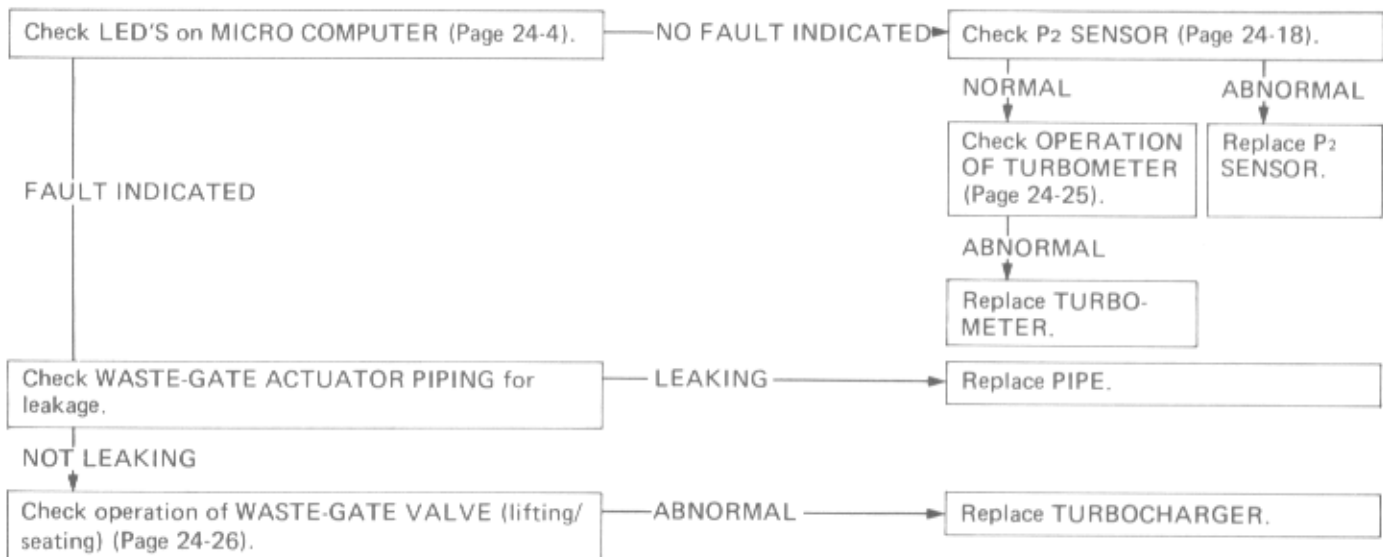 Check LED'S on MICRO COMPUTER (Page 24-4).
NO FAULT INDICATED
Check P2 SENSOR (Page 24-18).
NORMAL
ABNORMAL
Check OPERATION
OF TURBOMETER
(Page 24-25).
Replace P2
SENSOR.
FAULT INDICATED
ABNORMAL
Replace TURBO-
METER.
Check WASTE-GATE ACTUATOR PIPING for
leakage.
LEAKING
Replace PIPE.
NOT LEAKING
Check operation of WASTE-GATE VALVE (lifting/
seating) (Page 24-26).
ABNORMAL
Replace TURBOCHARGER.